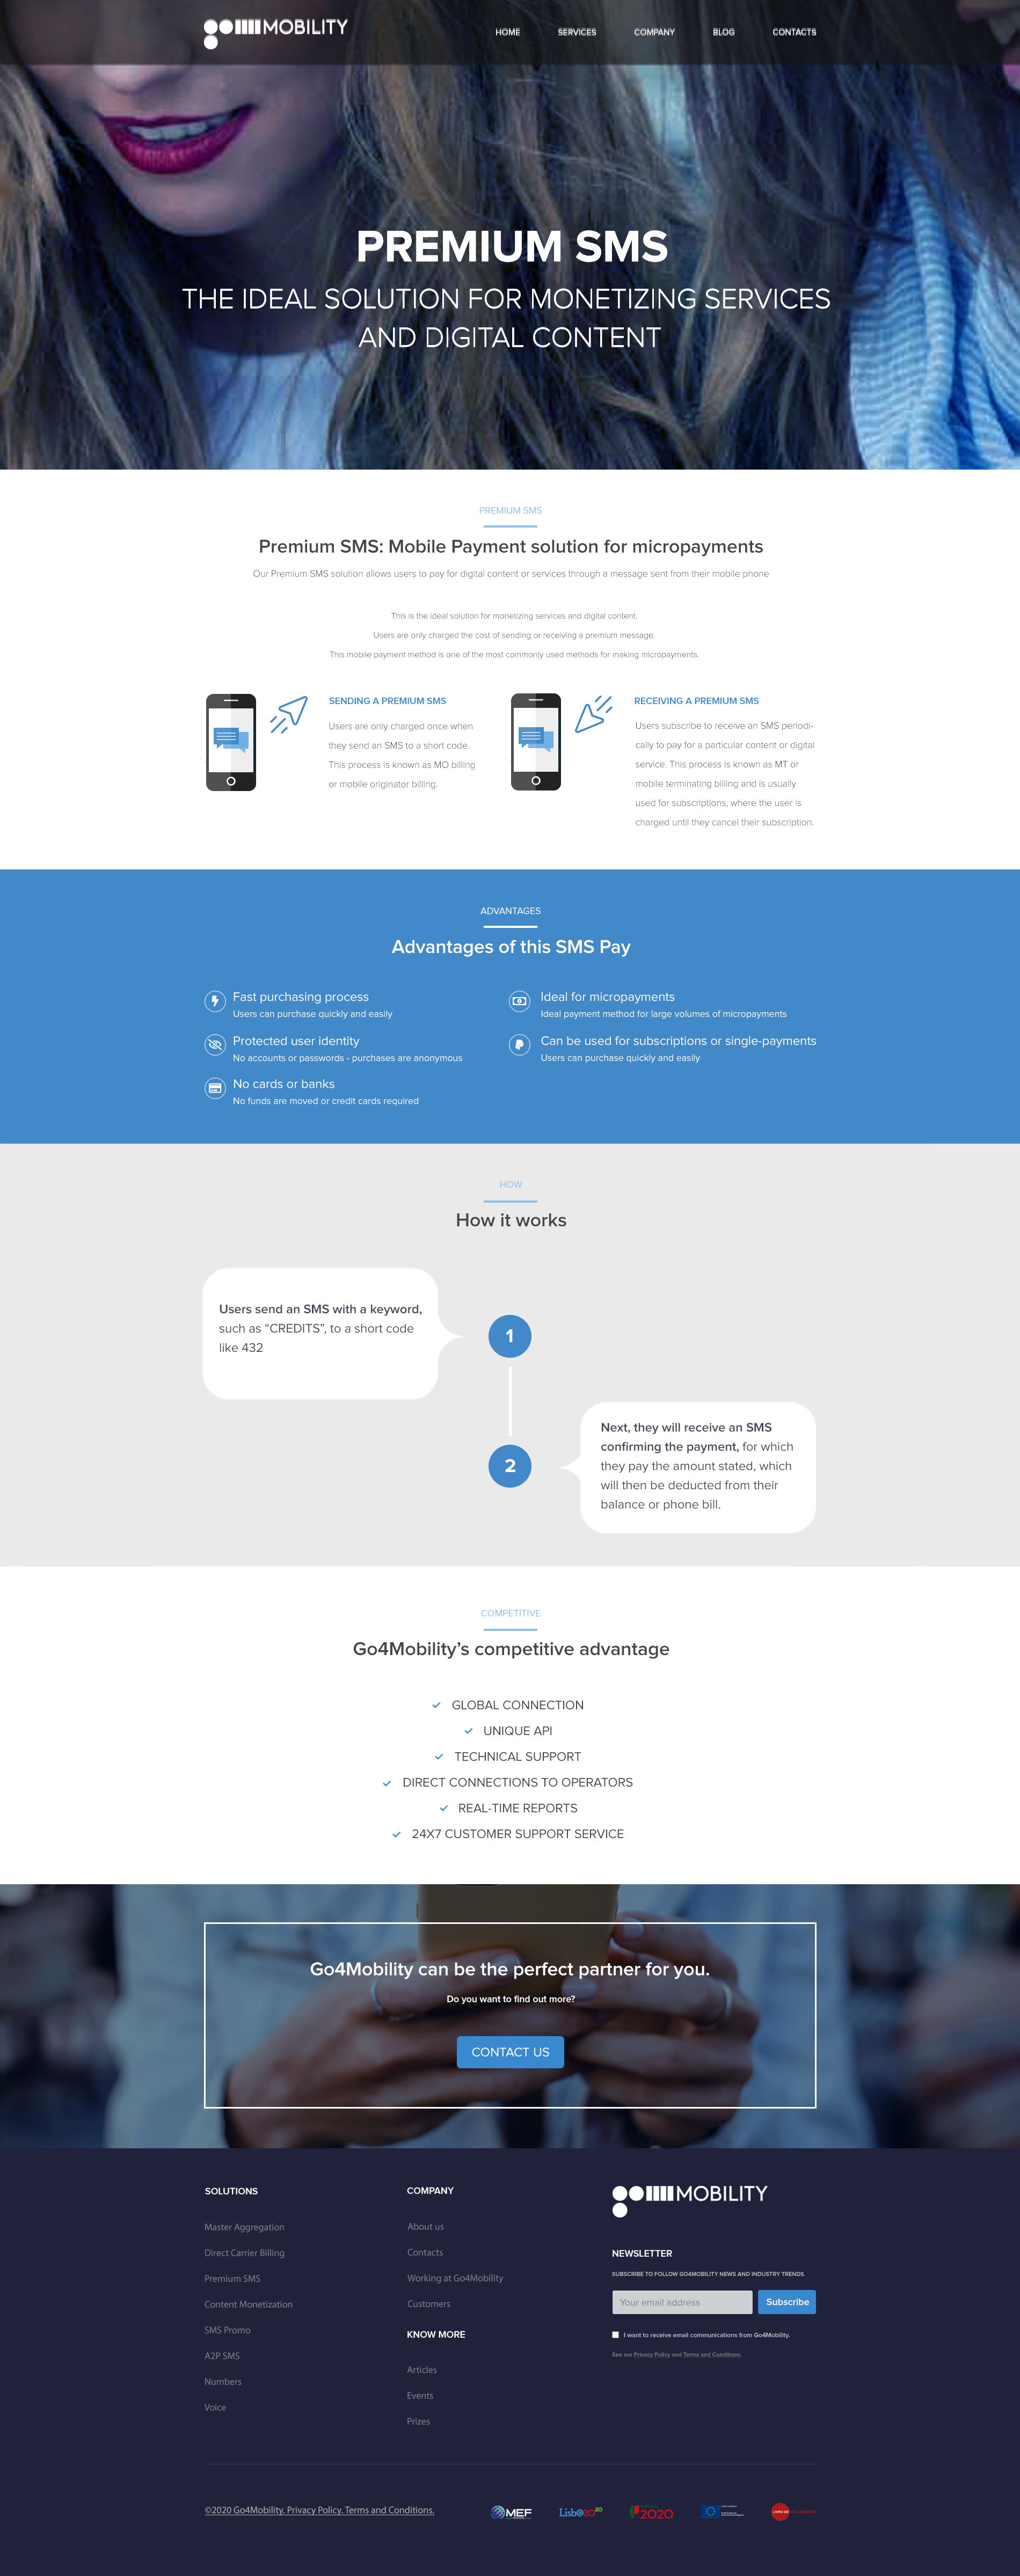 MOBILITY
HOME SERVICES COMPANY BLOG CONTACTS
PREMIUM SMS
THE IDEAL SOLUTION FOR MONETIZING SERVICES
AND DIGITAL CONTENT
PREMIUM SMS
Premium SMS: Mobile Payment solution for micropayments
Our Premium SMS solution allows users to pay for digital content or services through a message sent from their mobile phone
This is the ideal solution for monetizing services and digital content.
Users are only charged the cost of sending or receiving a premium message.
This mobile payment method is one of the most commonly used methods for making micropayments.
SENDING A PREMIUM SMS
Users are only charged once when
they send an SMS to a short code.
This process is known as MO billing
or mobile originator billing.
RECEIVING A PREMIUM SMS
Users subscribe to receive an SMS periodi-
cally to pay for a particular content or digital
service. This process is known as MT or
mobile terminating billing and is usually
used for subscriptions, where the user is
charged until they cancel their subscription.
ADVANTAGES
Advantages of this SMS Pay
Fast purchasing process
Users can purchase quickly and easily
Protected user identity
No accounts or passwords - purchases are anonymous
No cards or banks
No funds are moved or credit cards required
Ideal for micropayments
Ideal payment method for large volumes of micropayments
Can be used for subscriptions or single-payments
Users can purchase quickly and easily
HOW
How it works
Users send an SMS with a keyword,
such as “CREDITS”, to a short code
like 432
1
2
Next, they will receive an SMS
confirming the payment, for which
they pay the amount stated, which
will then be deducted from their
balance or phone bill.
COMPETITIVE
Go4Mobility’s competitive advantage
GLOBAL CONNECTION
UNIQUE API
TECHNICAL SUPPORT
DIRECT CONNECTIONS TO OPERATORS
REAL-TIME REPORTS
24X7 CUSTOMER SUPPORT SERVICE
Go4Mobility can be the perfect partner for you.
Do you want to find out more?
CONTACT US
SOLUTIONS
Master Aggregation
Direct Carrier Billing
Premium SMS
Content Monetization
SMS Promo
A2P SMS
Numbers
Voice
COMPANY
About us
Contacts
Working at Go4Mobility
Customers
KNOW MORE
Articles
Events
Prizes
MOBILITY
NEWSLETTER
SUBSCRIBE TO FOLLOW GO4MOBILITY NEWS AND INDUSTRY TRENDS.
Your email address
Subscribe
I want to receive email communications from Go4Mobility.
See our Privacy Policy and Terms and Conditions.
©2020 Go4Mobility. Privacy Policy. Terms and Conditions.
MEF
Lisb@2020
2020